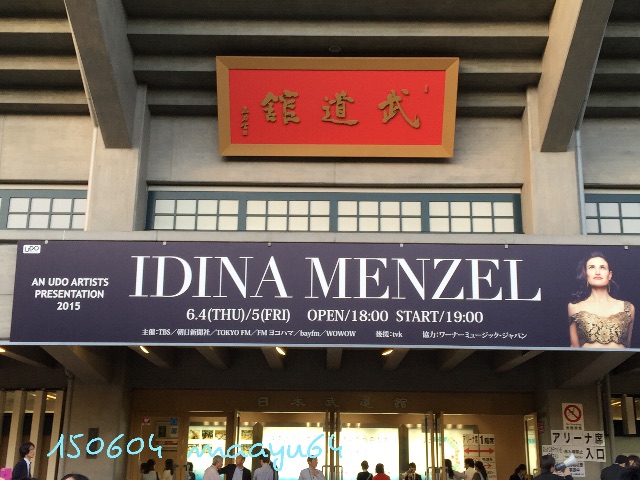 武道館
UDO
AN UDO ARTISTS
PRESENTATION
2015
IDINA MENZEL
6.4(THU)/5(FRI) OPEN/18:00 START/19:00
主催:TBS/朝日新聞社/TOKYO FM/FMヨコハマ/bayfm/WOWOW 後援:tvk 協力:ワーナーミュージック・ジャパン
日本武道館
アリーナ席
入口
150604 maayu64